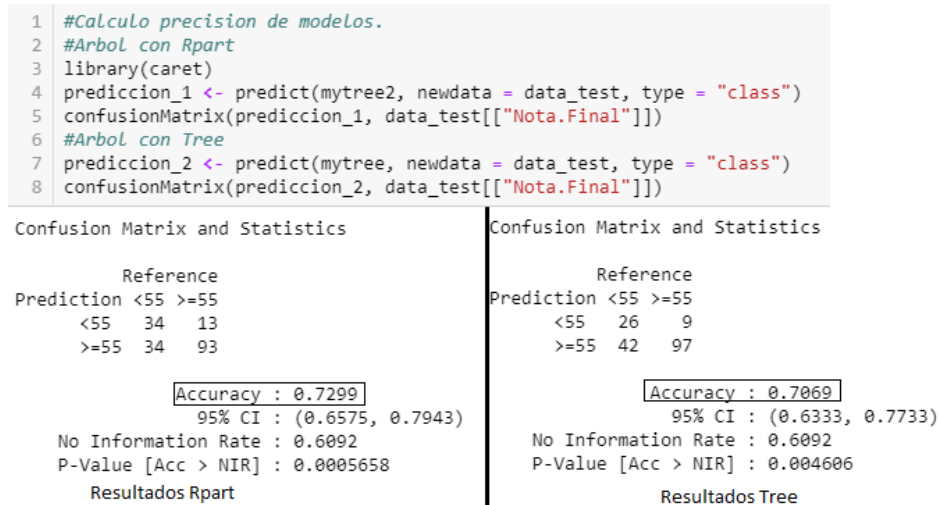 1 #Calculo precision de modelos.
2 #Arbol con Rpart
3 library(caret)
4 prediccion_1 <- predict(mytree2, newdata = data_test, type = "class")
5 confusionMatrix(prediccion_1, data_test[["Nota.Final"]])
6 #Arbol con Tree
7 prediccion_2 <- predict(mytree, newdata = data_test, type = "class")
8 confusionMatrix(prediccion_2, data_test[["Nota.Final"]])
Confusion Matrix and Statistics
Reference
Prediction <55 >=55
<55 34 13
>=55 34 93
Accuracy : 0.7299
95% CI : (0.6575, 0.7943)
No Information Rate : 0.6092
P-Value [Acc > NIR] : 0.0005658
Resultados Rpart
Confusion Matrix and Statistics
Reference
Prediction <55 >=55
<55 26 9
>=55 42 97
Accuracy : 0.7069
95% CI : (0.6333, 0.7733)
No Information Rate : 0.6092
P-Value [Acc > NIR] : 0.004606
Resultados Tree